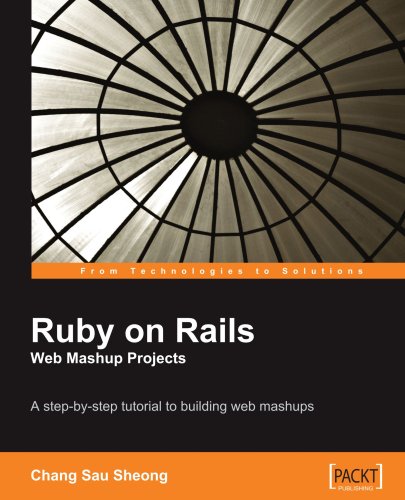 From Technologies to Solutions
Ruby on Rails
Web Mashup Projects
A step-by-step tutorial to building web mashups
Chang Sau Sheong
[PACKT]
PUBLISHING